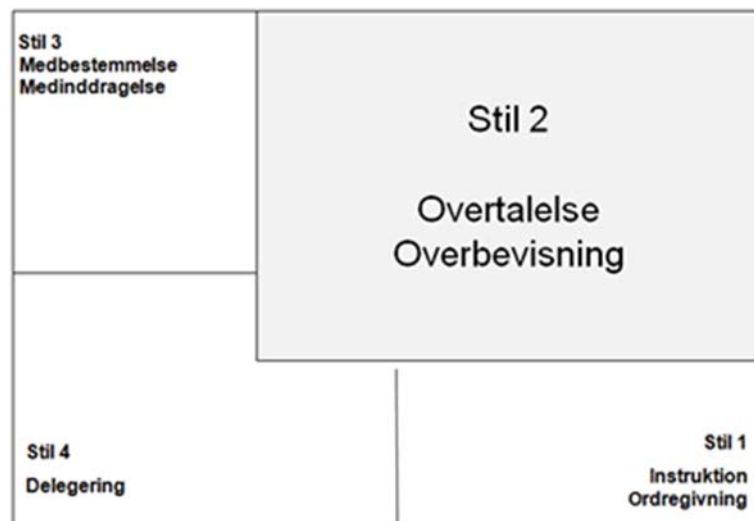 Stil 3
Medbestemmelse
Medinddragelse
Stil 2
Overtalelse
Overbevisning
Stil 4
Delegering
Stil 1
Instruktion
Ordregivning